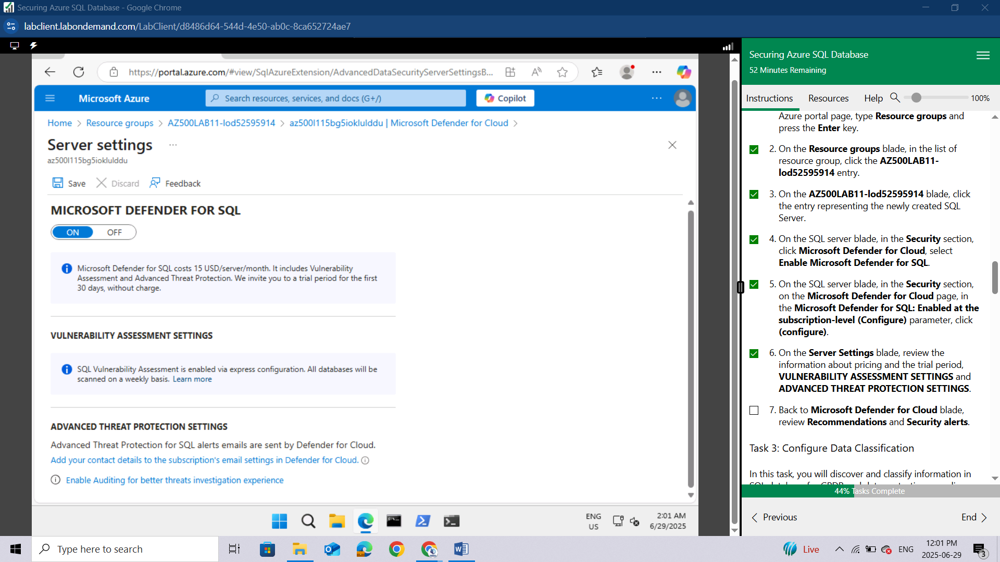 Securing Azure SQL Database - Google Chrome
labclient.labondemand.com/LabClient/d8486d64-544d-4e50-ab0c-8ca652724ae7
https://portal.azure.com/#view/SqlAzureExtension/AdvancedDataSecurityServerSettingsB...
Microsoft Azure
Search resources, services, and docs (G+/)
Copilot
Home > Resource groups > AZ500LAB11-lod52595914 > az500l115bg5iokluldddu | Microsoft Defender for Cloud >
Server settings ...
az500l115bg5ioklulddu
Save
Discard
Feedback
MICROSOFT DEFENDER FOR SQL
ON OFF
Microsoft Defender for SQL costs 15 USD/server/month. It includes Vulnerability
Assessment and Advanced Threat Protection. We invite you to a trial period for the first
30 days, without charge.
VULNERABILITY ASSESSMENT SETTINGS
SQL Vulnerability Assessment is enabled via express configuration. All databases will be
scanned on a weekly basis. Learn more
ADVANCED THREAT PROTECTION SETTINGS
Advanced Threat Protection for SQL alerts emails are sent by Defender for Cloud.
Add your contact details to the subscription's email settings in Defender for Cloud.
Enable Auditing for better threats investigation experience
ENG
US
2:01 AM
6/29/2025
Securing Azure SQL Database
52 Minutes Remaining
Instructions
Resources
Help
100%
Azure portal page, type Resource groups and
press the Enter key.
2. On the Resource groups blade, in the list of
resource group, click the AZ500LAB11-
lod52595914 entry.
3. On the AZ500LAB11-lod52595914 blade, click
the entry representing the newly created SQL
Server.
4. On the SQL server blade, in the Security section,
click Microsoft Defender for Cloud, select
Enable Microsoft Defender for SQL.
5. On the SQL server blade, in the Security section,
on the Microsoft Defender for Cloud page, in
the Microsoft Defender for SQL: Enabled at the
subscription-level (Configure) parameter, click
(configure).
6. On the Server Settings blade, review the
information about pricing and the trial period,
VULNERABILITY ASSESSMENT SETTINGS and
ADVANCED THREAT PROTECTION SETTINGS.
7. Back to Microsoft Defender for Cloud blade,
review Recommendations and Security alerts.
Task 3: Configure Data Classification
In this task, you will discover and classify information in
44% Tasks Complete
Previous
End
Type here to search
Live
ENG
12:01 PM
2025-06-29
3